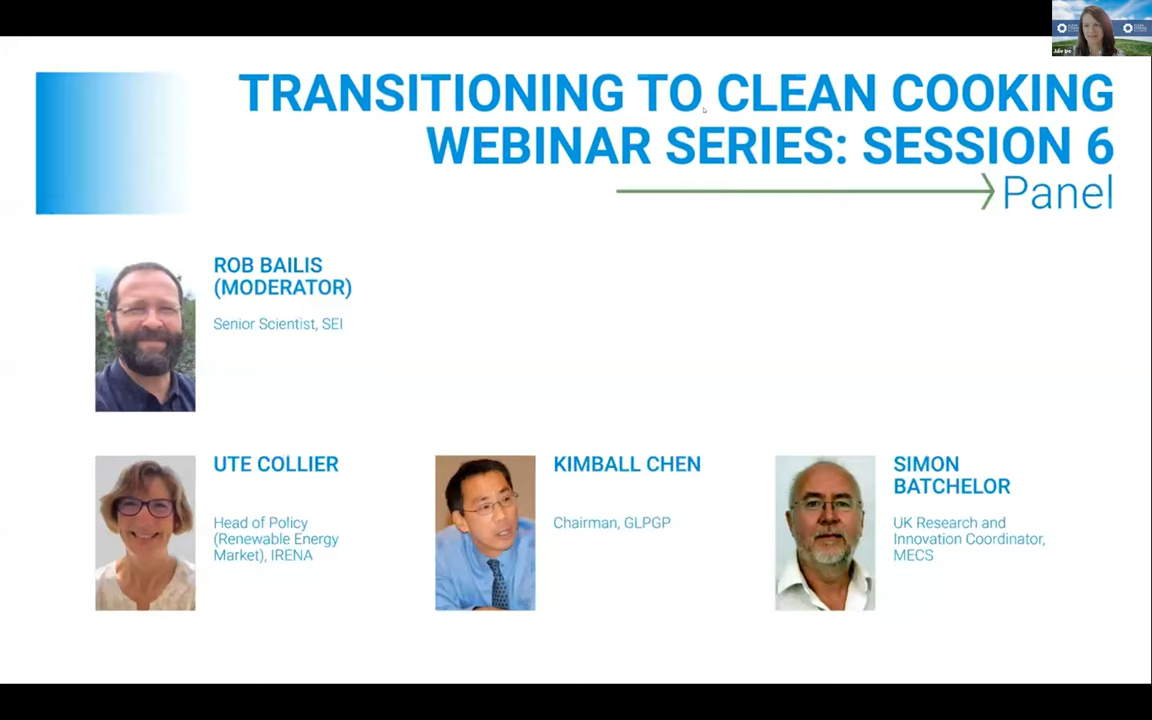 TRANSITIONING TO CLEAN COOKING
WEBINAR SERIES: SESSION 6
Panel
ROB BAILIS
(MODERATOR)
Senior Scientist, SEI
UTE COLLIER
Head of Policy
(Renewable Energy
Market), IRENA
KIMBALL CHEN
Chairman, GLPGP
SIMON
BATCHELOR
UK Research and
Innovation Coordinator,
MECS